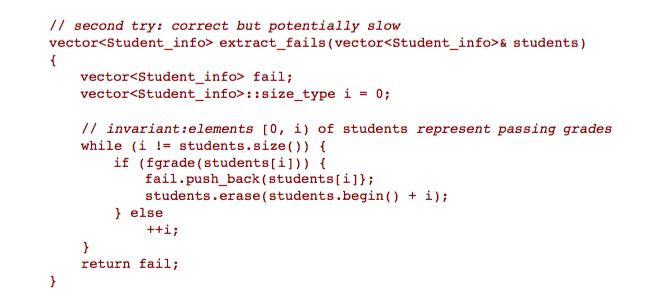 // second try: correct but potentially slow
vector<Student_info> extract_fails(vector<Student_info>& students)
{
    vector<Student_info> fail;
    vector<Student_info>::size_type i = 0;

    // invariant:elements [0, i) of students represent passing grades
    while (i != students.size()) {
        if (fgrade(students[i])) {
            fail.push_back(students[i]};
            students.erase(students.begin() + i);
        } else
            ++i;
    }
    return fail;
}